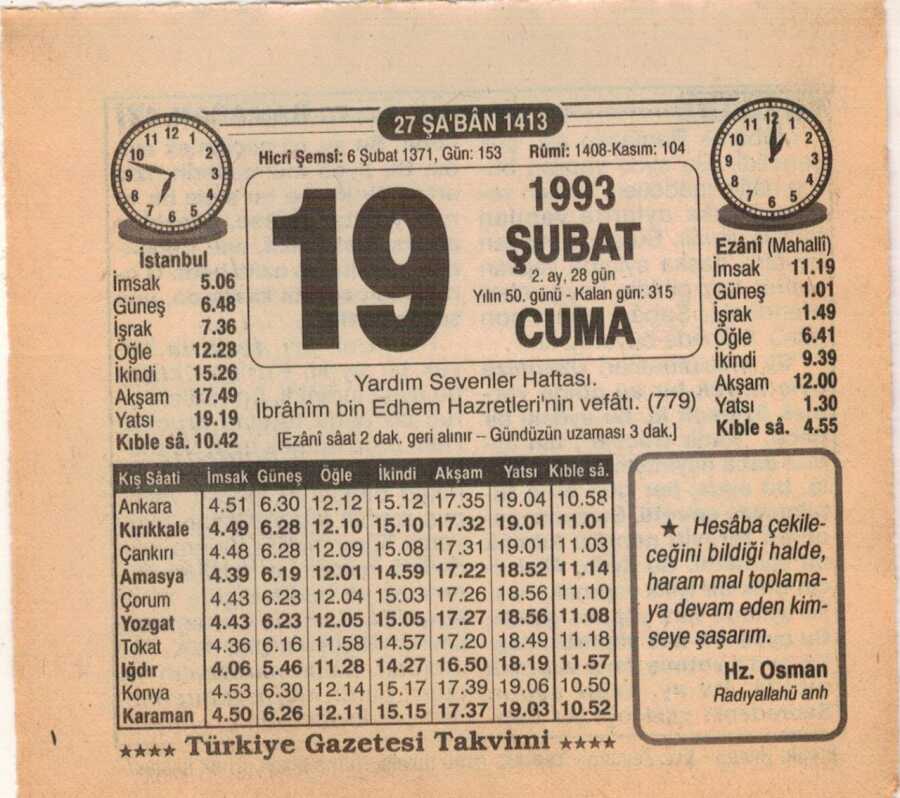 27 ŞA'BÂN 1413
Hicrî Şemsî: 6 Şubat 1371, Gün: 153 Rûmî: 1408-Kasım: 104
19
1993
ŞUBAT
2. ay, 28 gün
Yılın 50. günü - Kalan gün: 315
CUMA
İstanbul
İmsak 5.06
Güneş 6.48
İşrak 7.36
Öğle 12.28
İkindi 15.26
Akşam 17.49
Yatsı 19.19
Kıble sâ. 10.42
Ezânî (Mahallî)
İmsak 11.19
Güneş 1.01
İşrak 1.49
Öğle 6.41
İkindi 9.39
Akşam 12.00
Yatsı 1.30
Kıble sâ. 4.55
Yardım Sevenler Haftası.
İbrâhîm bin Edhem Hazretleri'nin vefâtı. (779)
[Ezânî sâat 2 dak. geri alınır – Gündüzün uzaması 3 dak.]
Kış Sâati İmsak Güneş Öğle İkindi Akşam Yatsı Kıble sâ.
Ankara 4.51 6.30 12.12 15.12 17.35 19.04 10.58
Kırıkkale 4.49 6.28 12.10 15.10 17.32 19.01 11.01
Çankırı 4.48 6.28 12.09 15.08 17.31 19.01 11.03
Amasya 4.39 6.19 12.01 14.59 17.22 18.52 11.14
Çorum 4.43 6.23 12.04 15.03 17.26 18.56 11.10
Yozgat 4.43 6.23 12.05 15.05 17.27 18.56 11.08
Tokat 4.36 6.16 11.58 14.57 17.20 18.49 11.18
Iğdır 4.06 5.46 11.28 14.27 16.50 18.19 11.57
Konya 4.53 6.30 12.14 15.17 17.39 19.06 10.50
Karaman 4.50 6.26 12.11 15.15 17.37 19.03 10.52
★ Hesâba çekile-
ceğini bildiği halde,
haram mal toplama-
ya devam eden kim-
seye şaşarım.
Hz. Osman
Radıyallahü anh
★★★★ Türkiye Gazetesi Takvimi ★★★★